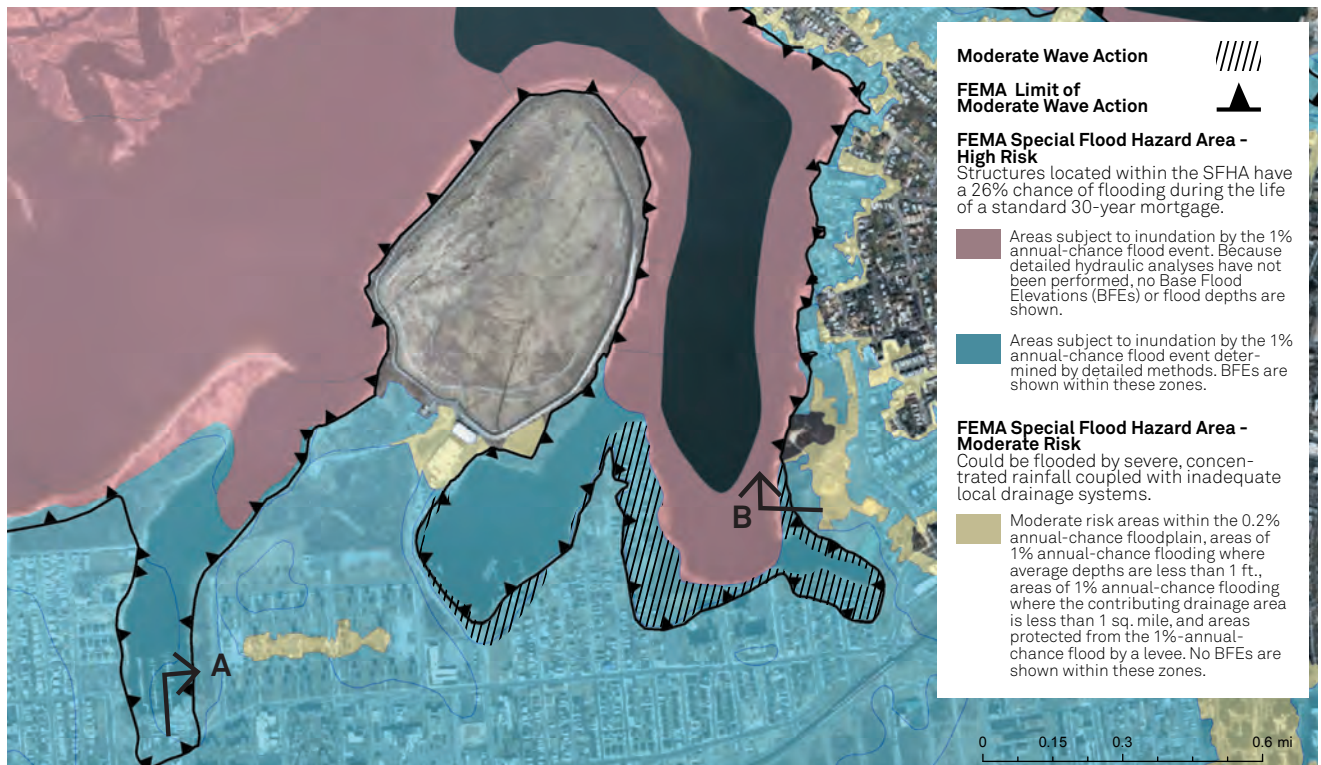 Moderate Wave Action
FEMA Limit of
Moderate Wave Action
FEMA Special Flood Hazard Area -
High Risk
Structures located within the SFHA have
a 26% chance of flooding during the life
of a standard 30-year mortgage.
Areas subject to inundation by the 1%
annual-chance flood event. Because
detailed hydraulic analyses have not
been performed, no Base Flood
Elevations (BFEs) or flood depths are
shown.
Areas subject to inundation by the 1%
annual-chance flood event deter-
mined by detailed methods. BFEs are
shown within these zones.
FEMA Special Flood Hazard Area -
Moderate Risk
Could be flooded by severe, concen-
trated rainfall coupled with inadequate
local drainage systems.
Moderate risk areas within the 0.2%
annual-chance floodplain, areas of
1% annual-chance flooding where
average depths are less than 1 ft.,
areas of 1% annual-chance flooding
where the contributing drainage area
is less than 1 sq. mile, and areas
protected from the 1%-annual-
chance flood by a levee. No BFEs are
shown within these zones.
B
A
0 0.15 0.3 0.6 mi